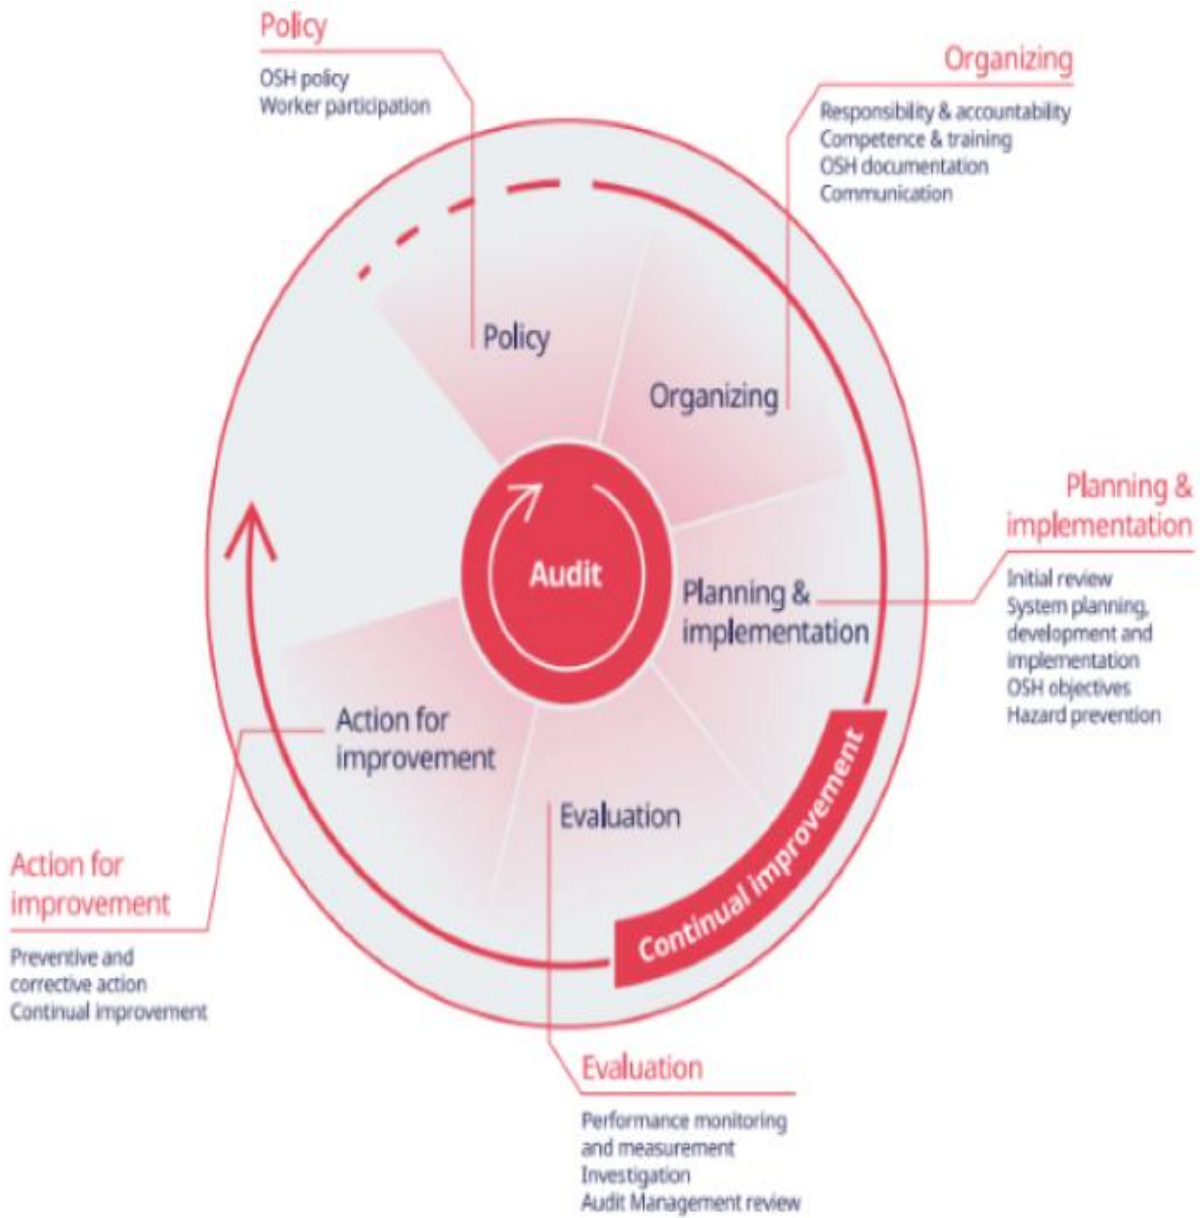 Policy
OSH policy
Worker participation
Organizing
Responsibility & accountability
Competence & training
OSH documentation
Communication
Policy
Organizing
Planning &
implementation
Initial review
System planning,
development and
implementation
OSH objectives
Hazard prevention
Audit
Planning &
implementation
Action for
improvement
Evaluation
Continual improvement
Action for
improvement
Preventive and
corrective action
Continual improvement
Evaluation
Performance monitoring
and measurement
Investigation
Audit Management review